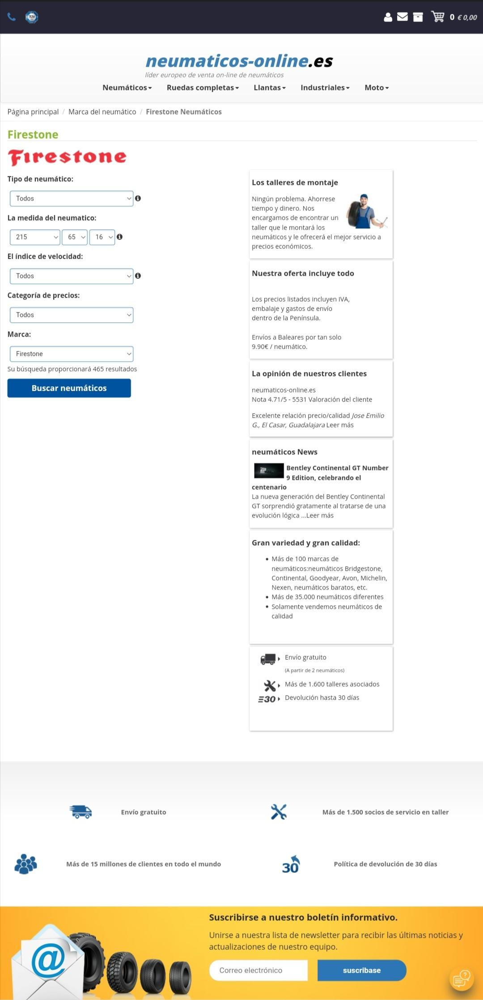 TÜV
0 € 0,00
neumaticos-online.es
líder europeo de venta on-line de neumáticos
Neumáticos Ruedas completas Llantas Industriales Moto
Página principal / Marca del neumático / Firestone Neumáticos
Firestone
Firestone
Tipo de neumático:
Todos
La medida del neumatico:
215 65 16
El índice de velocidad:
Todos
Categoría de precios:
Todos
Marca:
Firestone
Su búsqueda proporcionará 465 resultados
Buscar neumáticos
Los talleres de montaje
Ningún problema. Ahorrese
tiempo y dinero. Nos
encargamos de encontrar un
taller que le montará los
neumáticos y le ofrecerá el mejor servicio a
precios económicos.
Nuestra oferta incluye todo
Los precios listados incluyen IVA,
embalaje y gastos de envío
dentro de la Península.
Envíos a Baleares por tan solo
9.90€ / neumático.
La opinión de nuestros clientes
neumaticos-online.es
Nota 4.71/5 - 5531 Valoración del cliente
Excelente relación precio/calidad Jose Emilio
G., El Casar, Guadalajara Leer más
neumáticos News
Bentley Continental GT Number
9 Edition, celebrando el
centenario
La nueva generación del Bentley Continental
GT sorprendió gratamente al tratarse de una
evolución lógica ...Leer más
Gran variedad y gran calidad:
• Más de 100 marcas de
neumáticos:neumáticos Bridgestone,
Continental, Goodyear, Avon, Michelin,
Nexen, neumáticos baratos, etc.
• Más de 35.000 neumáticos diferentes
• Solamente vendemos neumáticos de
calidad
Envío gratuito
(A partir de 2 neumáticos)
Más de 1.600 talleres asociados
30 Devolución hasta 30 días
Envío gratuito
Más de 1.500 socios de servicio en taller
Más de 15 millones de clientes en todo el mundo
30 Política de devolución de 30 días
Suscribirse a nuestro boletín informativo.
Unirse a nuestra lista de newsletter para recibir las últimas noticias y
actualizaciones de nuestro equipo.
@
Correo electrónico suscribase
?